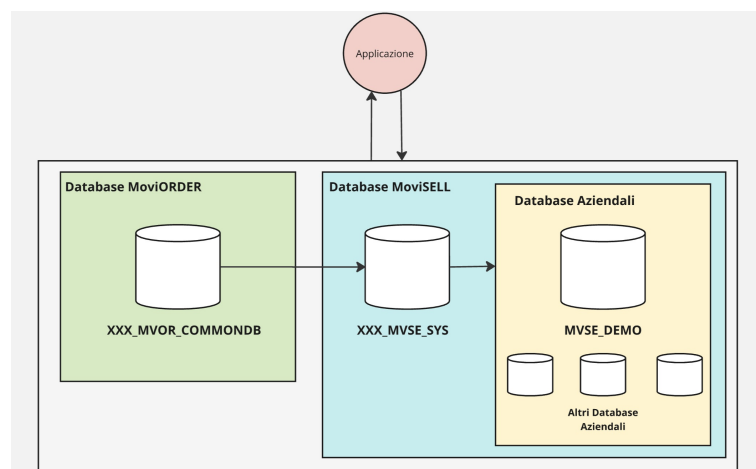 Applicazione
Database MoviORDER
Database MoviSELL
Database Aziendali
XXX_MVOR_COMMONDB
XXX_MVSE_SYS
MVSE_DEMO
Altri Database
Aziendali